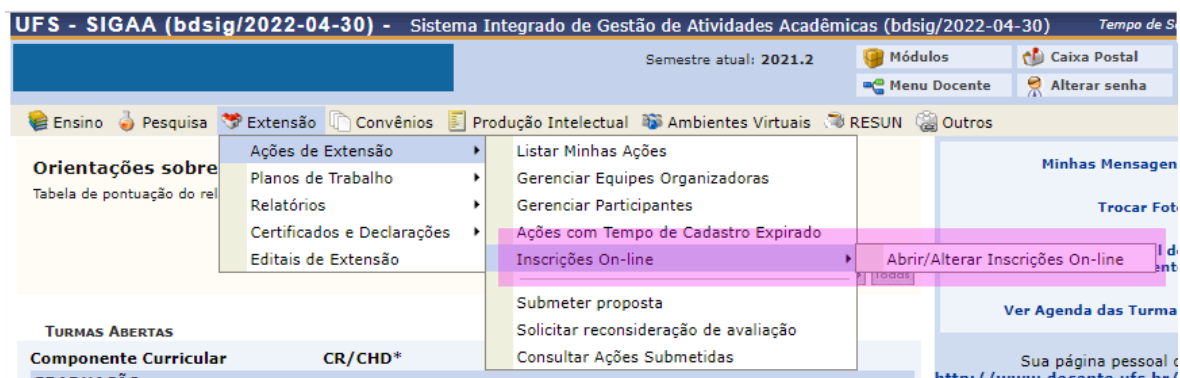 UFS - SIGAA (bdsig/2022-04-30) - Sistema Integrado de Gestão de Atividades Acadêmicas (bdsig/2022-04-30) Tempo de S
Semestre atual: 2021.2 Módulos Caixa Postal
Menu Docente Alterar senha
Ensino Pesquisa Extensão Convênios Produção Intelectual Ambientes Virtuais RESUN Outros
Orientações sobre
Tabela de pontuação do rel
Ações de Extensão
Planos de Trabalho
Relatórios
Certificados e Declarações
Editais de Extensão
Listar Minhas Ações
Gerenciar Equipes Organizadoras
Gerenciar Participantes
Ações com Tempo de Cadastro Expirado
Inscrições On-line
Abrir/Alterar Inscrições On-line
Submeter proposta
Solicitar reconsideração de avaliação
Consultar Ações Submetidas
Todas
Minhas Mensagen
Trocar Fot
Ver Agenda das Turma
Sua página pessoal
TURMAS ABERTAS
Componente Curricular CR/CHD*